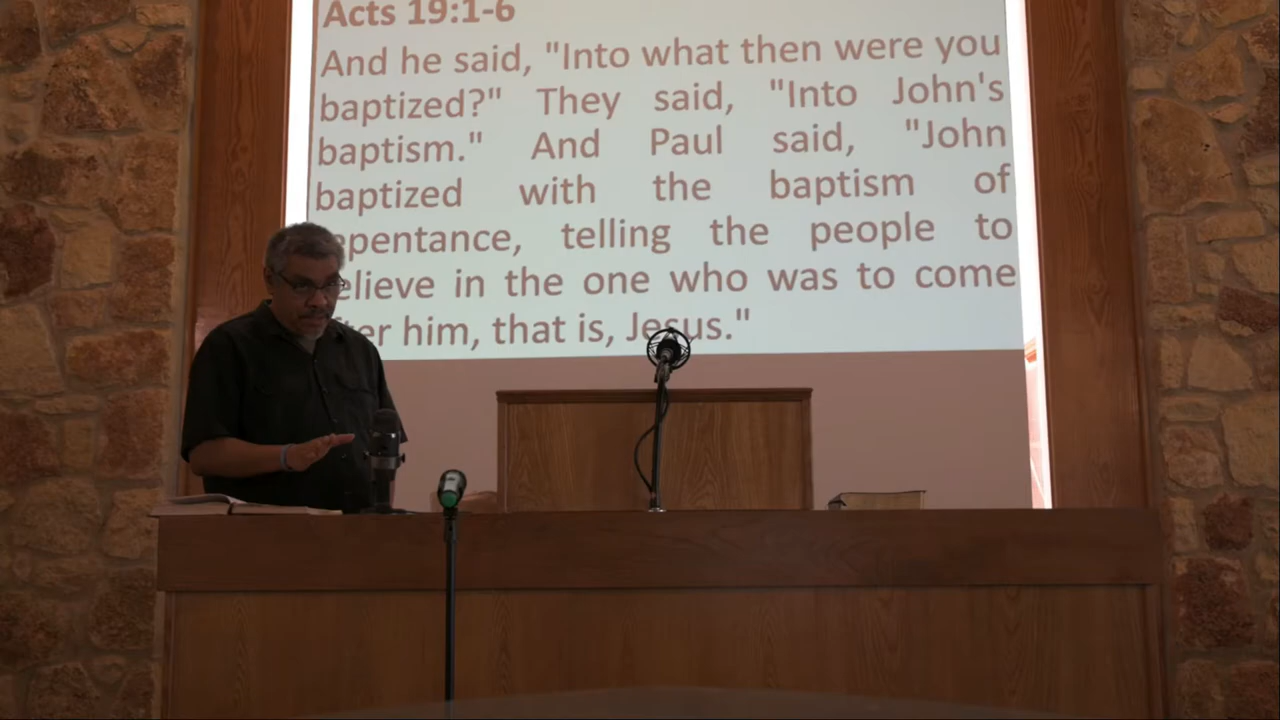 Acts 19:1-6
And he said, "Into what then were you
baptized?" They said, "Into John's
baptism." And Paul said, "John
baptized with the baptism of
epentance, telling the people to
elieve in the one who was to come
ter him, that is, Jesus."